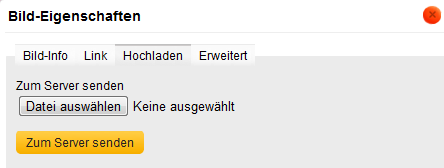 Bild-Eigenschaften
Bild-Info Link Hochladen Erweitert
Zum Server senden
Datei auswählen Keine ausgewählt
Zum Server senden